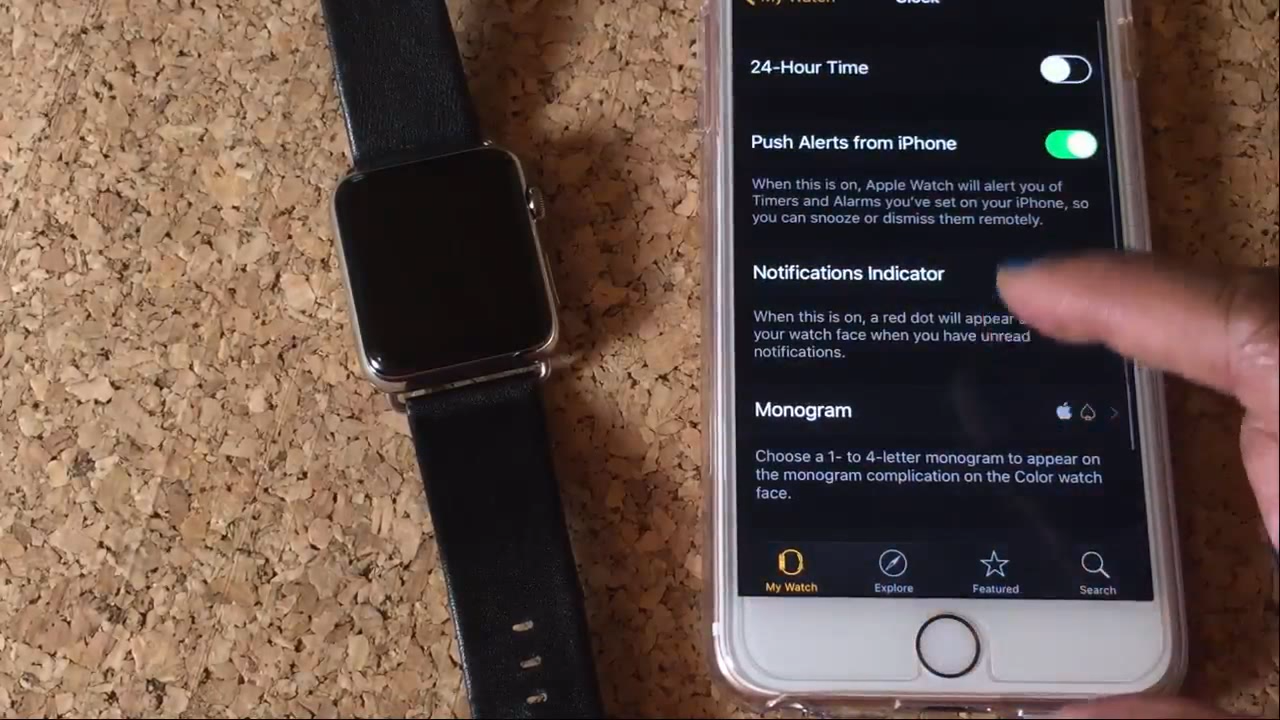 My Watch Clock
24-Hour Time
Push Alerts from iPhone
When this is on, Apple Watch will alert you of
Timers and Alarms you've set on your iPhone, so
you can snooze or dismiss them remotely.
Notifications Indicator
When this is on, a red dot will appear
your watch face when you have unread
notifications.
Monogram
Choose a 1- to 4-letter monogram to appear on
the monogram complication on the Color watch
face.
My Watch Explore Featured Search